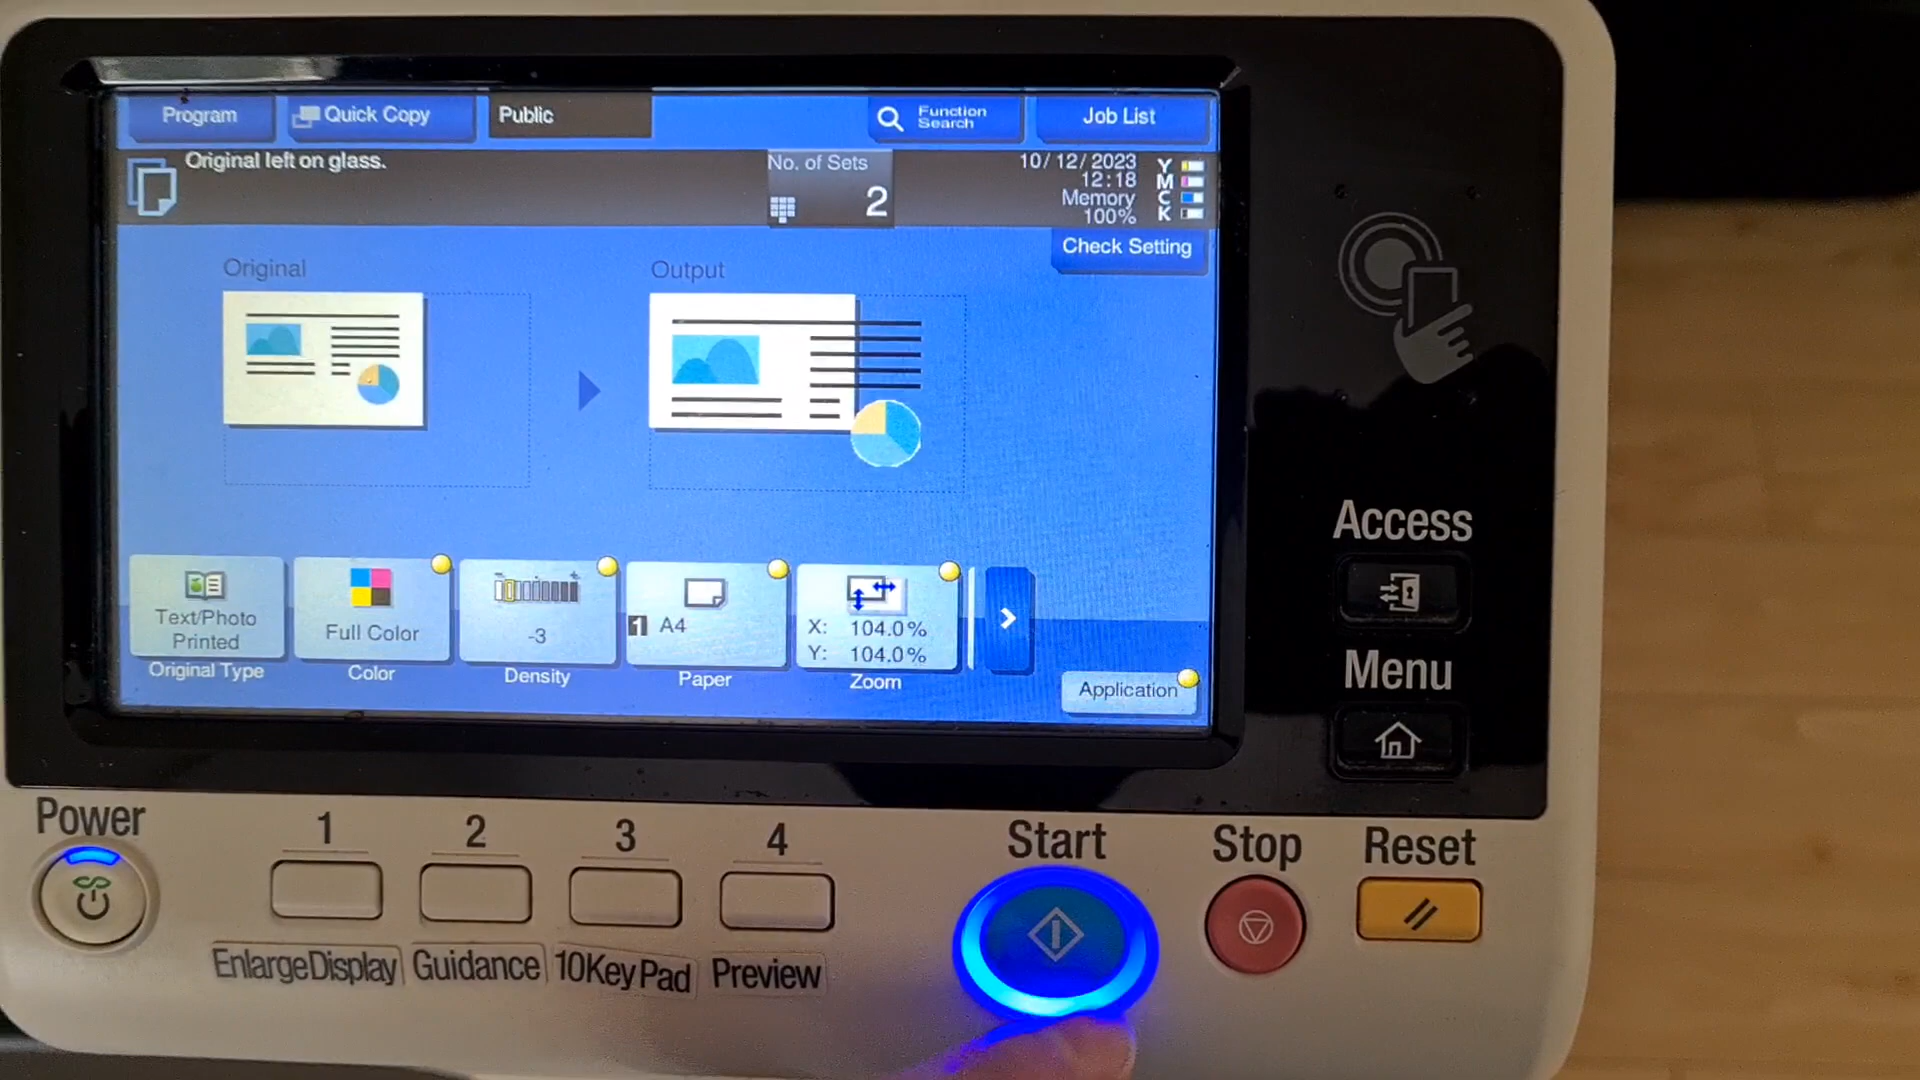 Program
Quick Copy
Public
Function
Search
Job List
Original left on glass.
No. of Sets
2
10/12/2023
12:18
Memory
100%
Y
M
C
K
Check Setting
Original
Output
Text/Photo
Printed
Original Type
Full Color
Color
-3
Density
1 A4
Paper
X: 104.0%
Y: 104.0%
Zoom
Application
Access
Menu
Power
1
2
3
4
Start
Stop
Reset
EnlargeDisplay
Guidance
10KeyPad
Preview